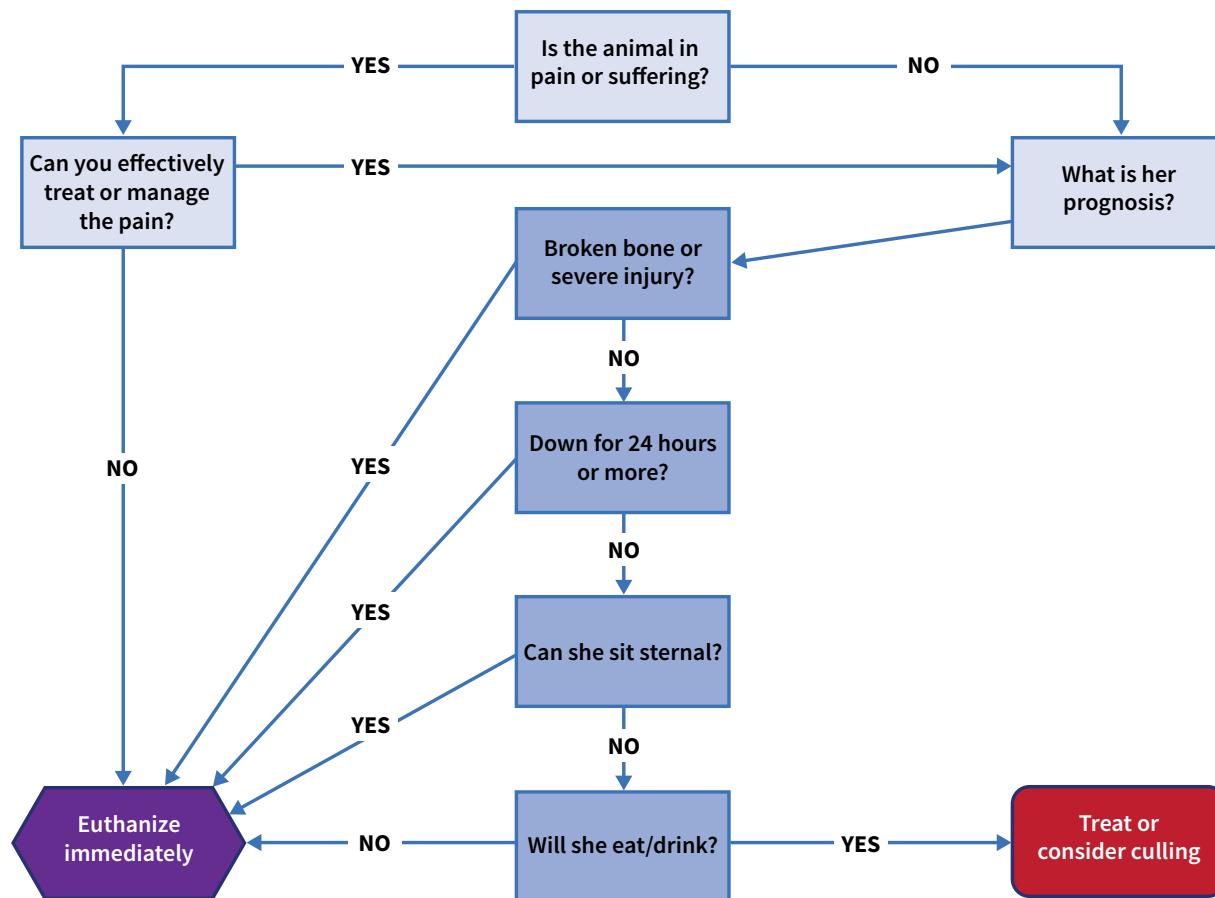 Is the animal in
pain or suffering?
YES
NO
Can you effectively
treat or manage
the pain?
YES
What is her
prognosis?
Broken bone or
severe injury?
NO
YES
Down for 24 hours
or more?
NO
YES
NO
Can she sit sternal?
YES
NO
Euthanize
immediately
NO
Will she eat/drink?
YES
Treat or
consider culling